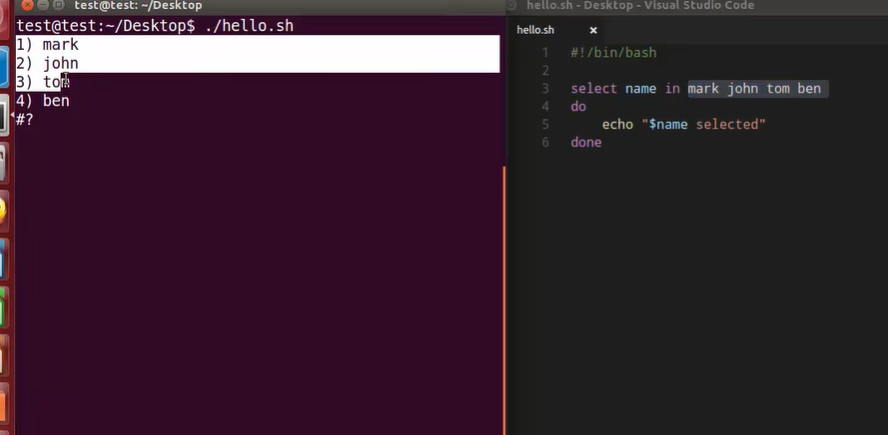 test@test: ~/Desktop
test@test:~/Desktop$ ./hello.sh
1) mark
2) john
3) tom
4) ben
#?
hello.sh - Desktop - Visual Studio Code
hello.sh ×
1 #!/bin/bash
2
3 select name in mark john tom ben
4 do
5 echo "$name selected"
6 done